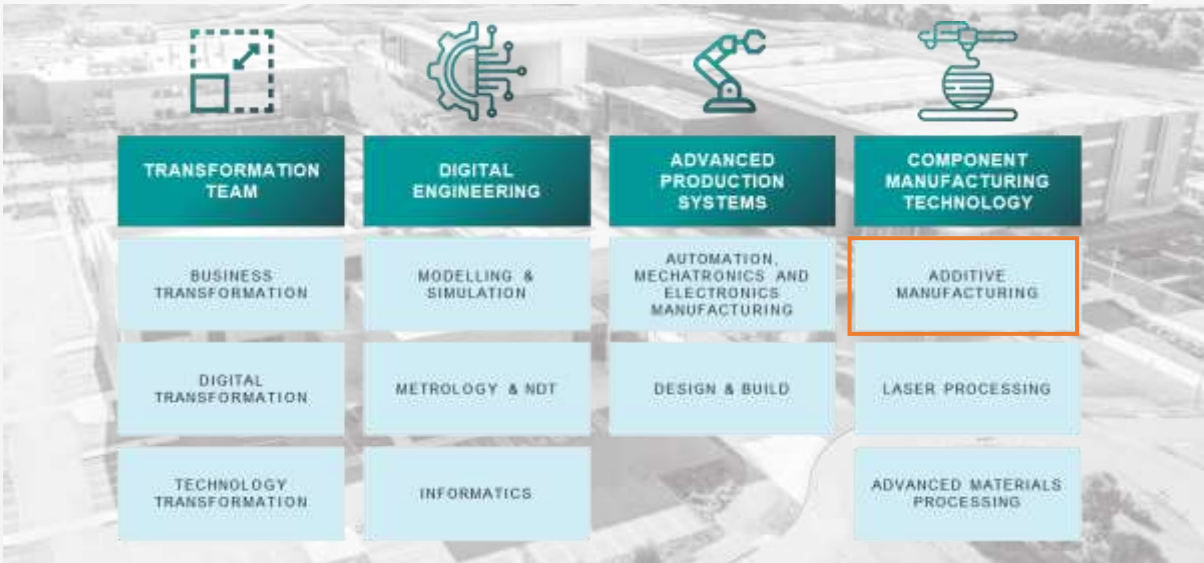 TRANSFORMATION
TEAM
DIGITAL
ENGINEERING
ADVANCED
PRODUCTION
SYSTEMS
COMPONENT
MANUFACTURING
TECHNOLOGY
BUSINESS
TRANSFORMATION
MODELLING &
SIMULATION
AUTOMATION,
MECHATRONICS AND
ELECTRONICS
MANUFACTURING
ADDITIVE
MANUFACTURING
DIGITAL
TRANSFORMATION
METROLOGY & NDT
DESIGN & BUILD
LASER PROCESSING
TECHNOLOGY
TRANSFORMATION
INFORMATICS
ADVANCED MATERIALS
PROCESSING